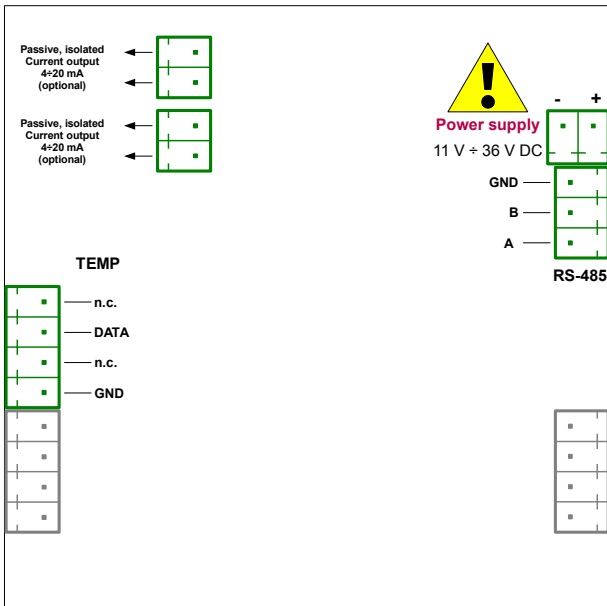 Passive, isolated
Current output
4÷20 mA
(optional)
Passive, isolated
Current output
4÷20 mA
(optional)
!
- +
Power supply
11 V ÷ 36 V DC
GND
B
A
RS-485
TEMP
n.c.
DATA
n.c.
GND